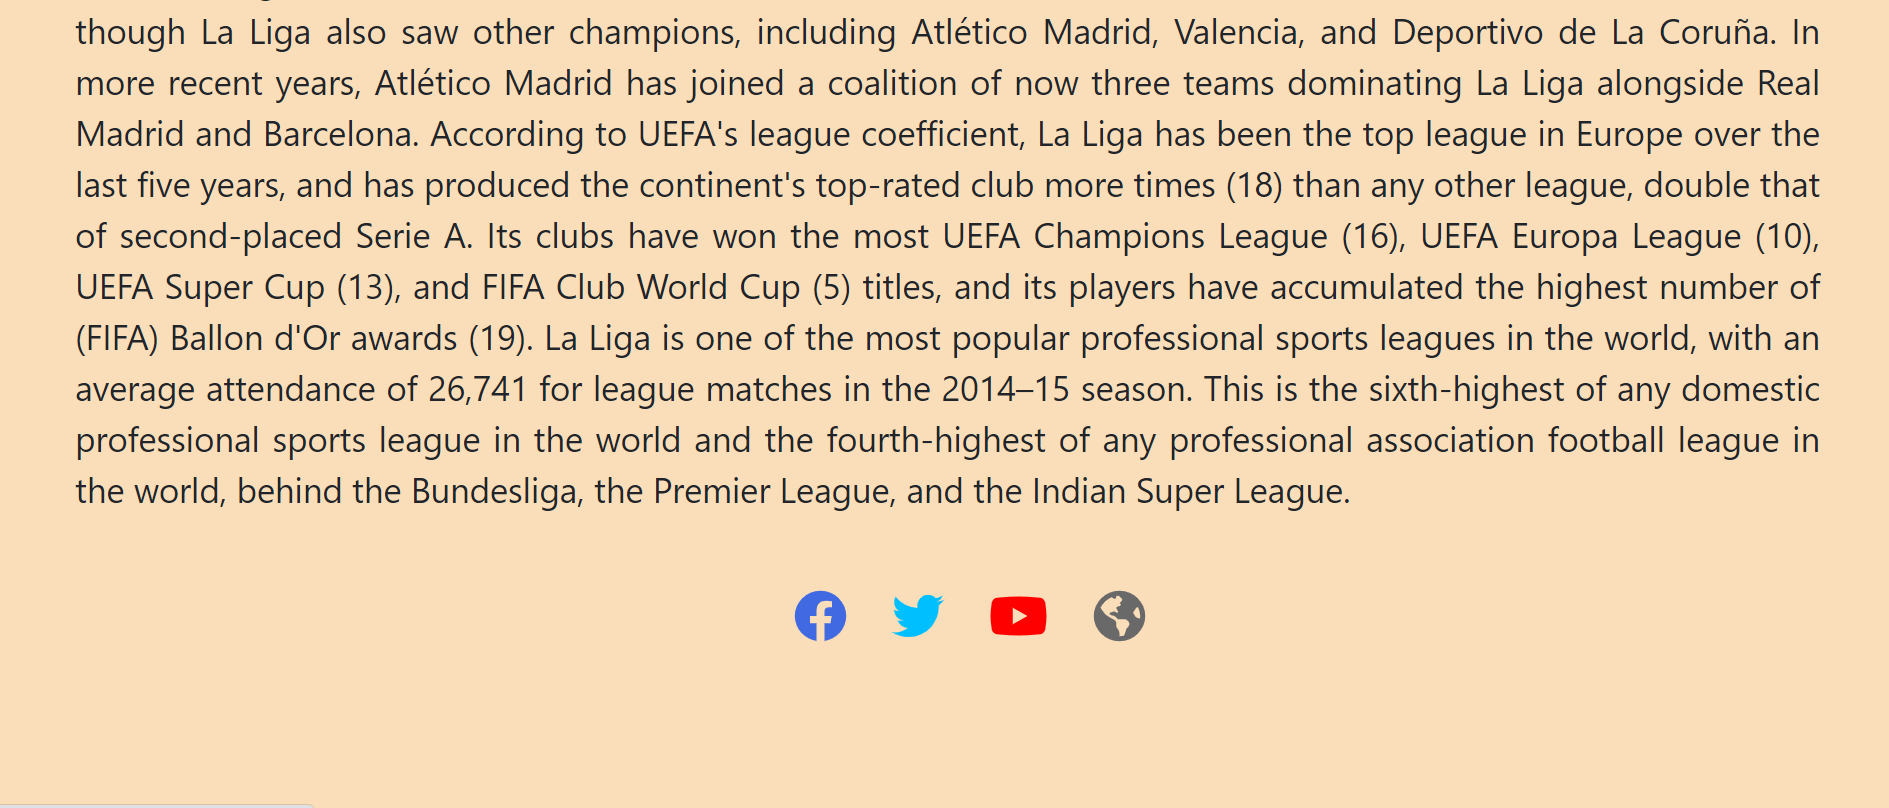 though La Liga also saw other champions, including Atlético Madrid, Valencia, and Deportivo de La Coruña. In
more recent years, Atlético Madrid has joined a coalition of now three teams dominating La Liga alongside Real
Madrid and Barcelona. According to UEFA's league coefficient, La Liga has been the top league in Europe over the
last five years, and has produced the continent's top-rated club more times (18) than any other league, double that
of second-placed Serie A. Its clubs have won the most UEFA Champions League (16), UEFA Europa League (10),
UEFA Super Cup (13), and FIFA Club World Cup (5) titles, and its players have accumulated the highest number of
(FIFA) Ballon d'Or awards (19). La Liga is one of the most popular professional sports leagues in the world, with an
average attendance of 26,741 for league matches in the 2014–15 season. This is the sixth-highest of any domestic
professional sports league in the world and the fourth-highest of any professional association football league in
the world, behind the Bundesliga, the Premier League, and the Indian Super League.